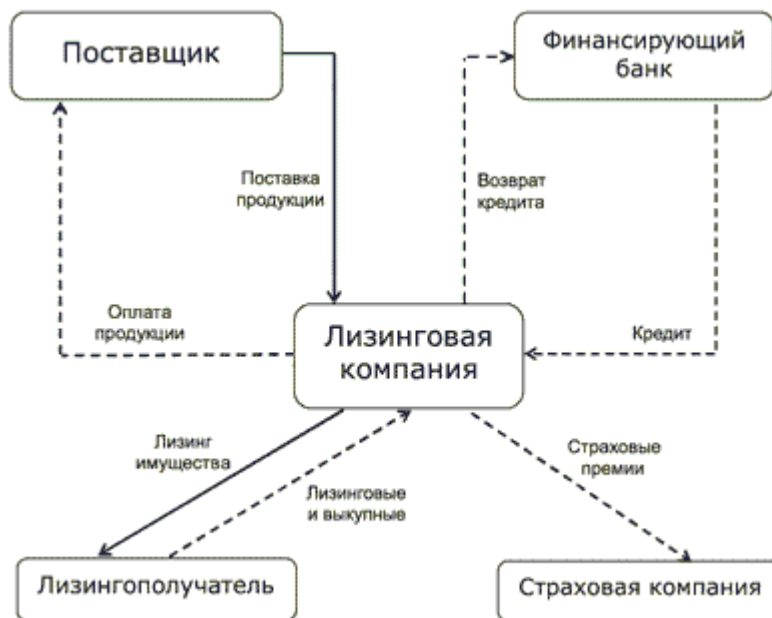 Поставщик
Финансирующий
банк
Поставка
продукции
Возврат
кредита
Оплата
продукции
Лизинговая
компания
Кредит
Лизинг
имущества
Страховые
премии
Лизинговые
и выкупные
Лизингополучатель
Страховая компания